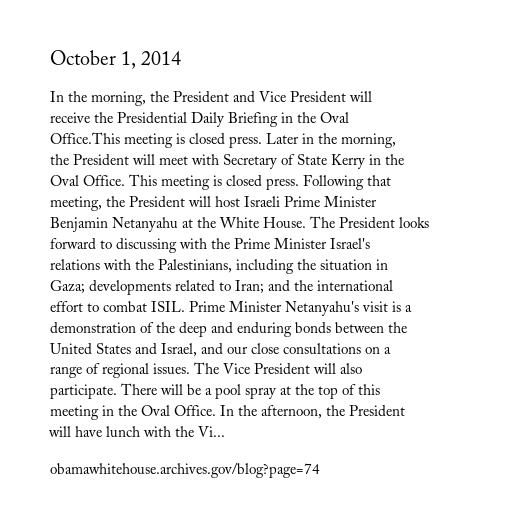 October 1, 2014
In the morning, the President and Vice President will
receive the Presidential Daily Briefing in the Oval
Office.This meeting is closed press. Later in the morning,
the President will meet with Secretary of State Kerry in the
Oval Office. This meeting is closed press. Following that
meeting, the President will host Israeli Prime Minister
Benjamin Netanyahu at the White House. The President looks
forward to discussing with the Prime Minister Israel's
relations with the Palestinians, including the situation in
Gaza; developments related to Iran; and the international
effort to combat ISIL. Prime Minister Netanyahu's visit is a
demonstration of the deep and enduring bonds between the
United States and Israel, and our close consultations on a
range of regional issues. The Vice President will also
participate. There will be a pool spray at the top of this
meeting in the Oval Office. In the afternoon, the President
will have lunch with the Vi...
obamawhitehouse.archives.gov/blog?page=74